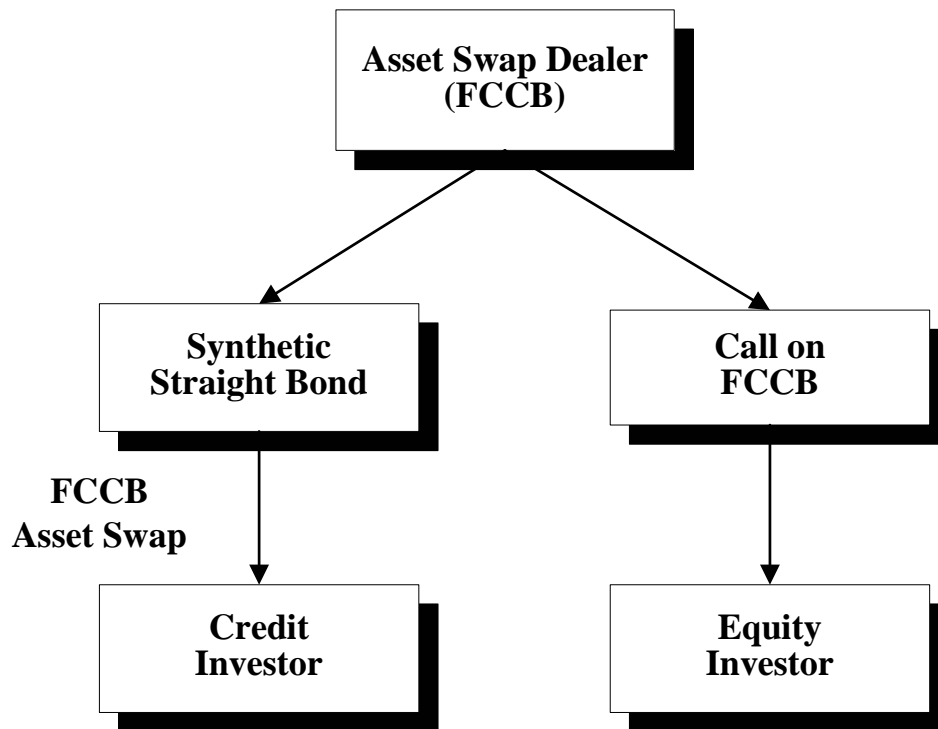 Asset Swap Dealer
(FCCB)
Synthetic
Straight Bond
Call on
FCCB
FCCB
Asset Swap
Credit
Investor
Equity
Investor